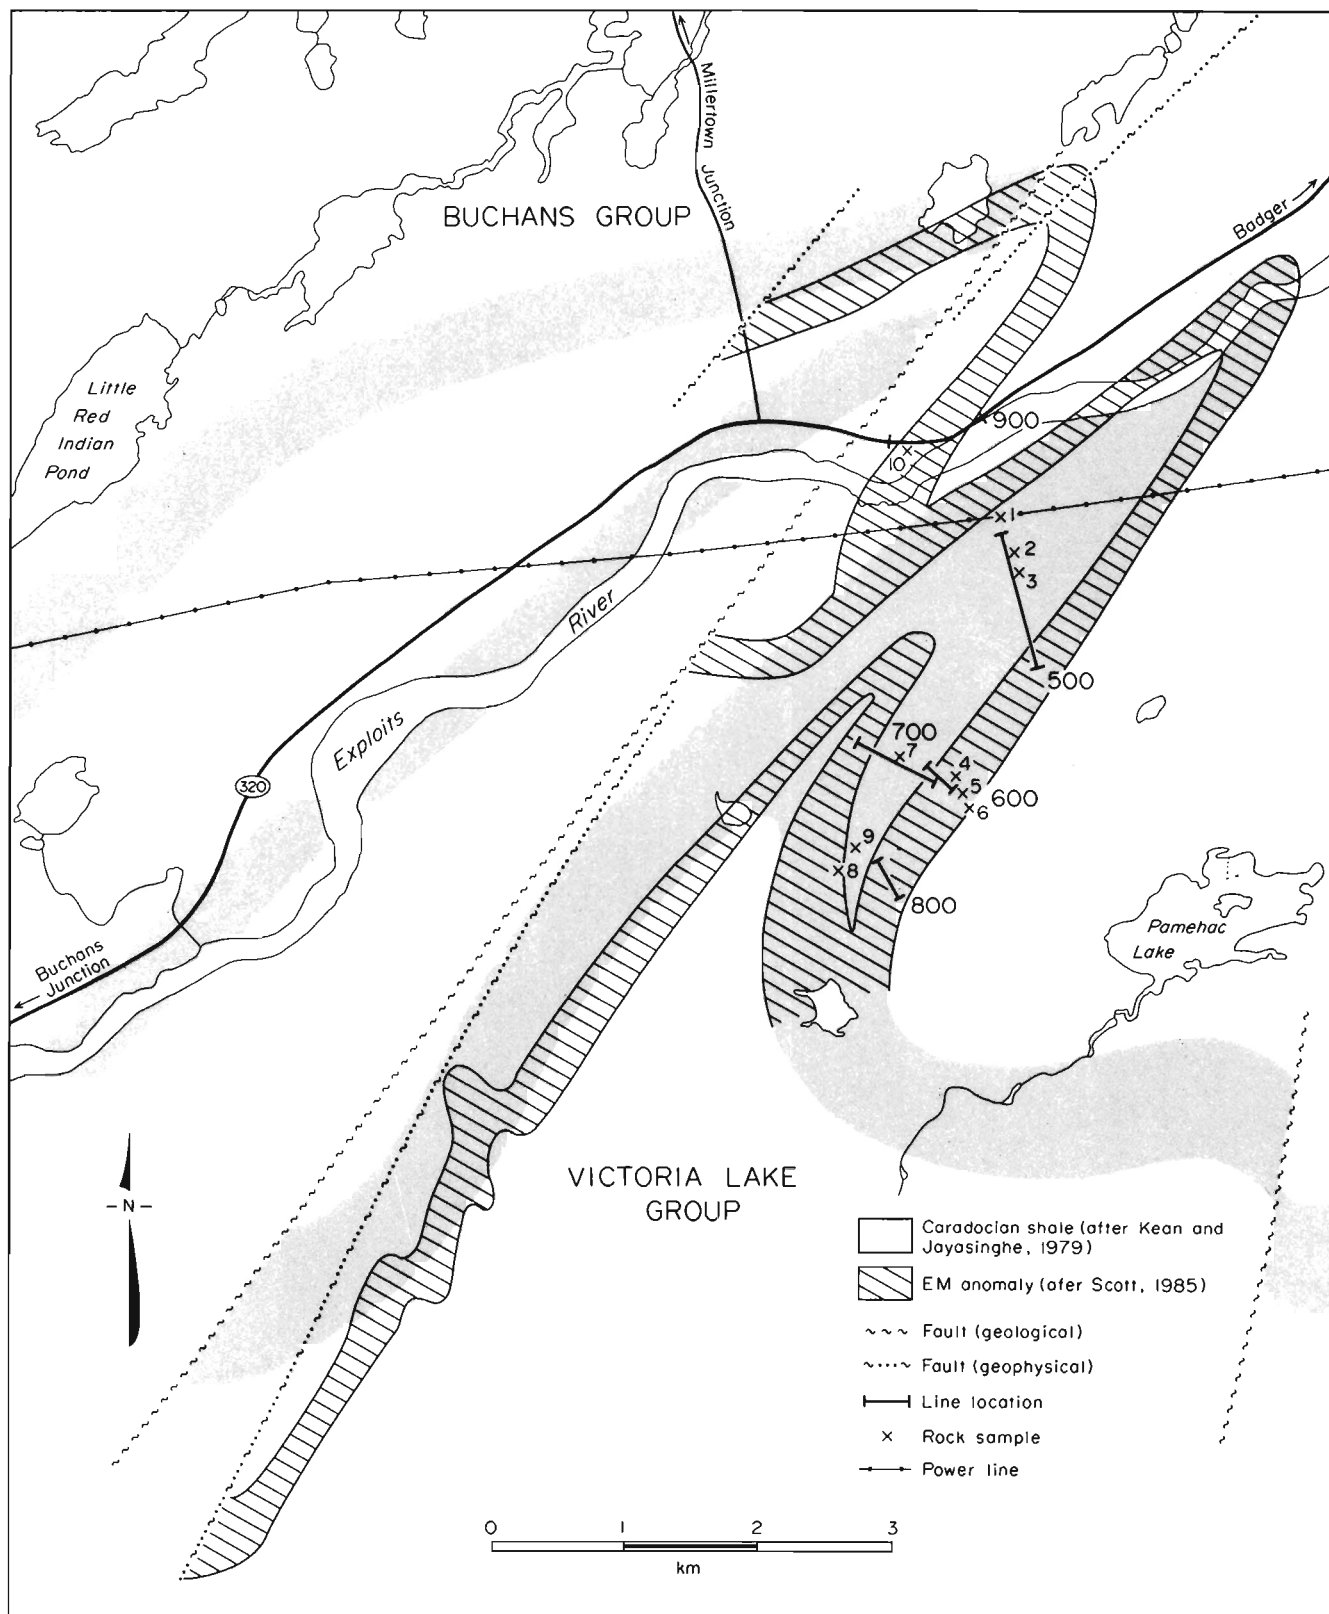 Millertown Junction
BUCHANS GROUP
Badger
Little
Red
Indian
Pond
900
10
1
2
3
River
500
Exploits
700
7
4
5
600
6
320
9
8
800
Pamehac
Lake
Buchans
Junction
VICTORIA LAKE
GROUP
- N -
Caradocian shale (after Kean and
Jayasinghe, 1979)
EM anomaly (afer Scott, 1985)
Fault (geological)
Fault (geophysical)
Line location
Rock sample
Power line
0 1 2 3
km